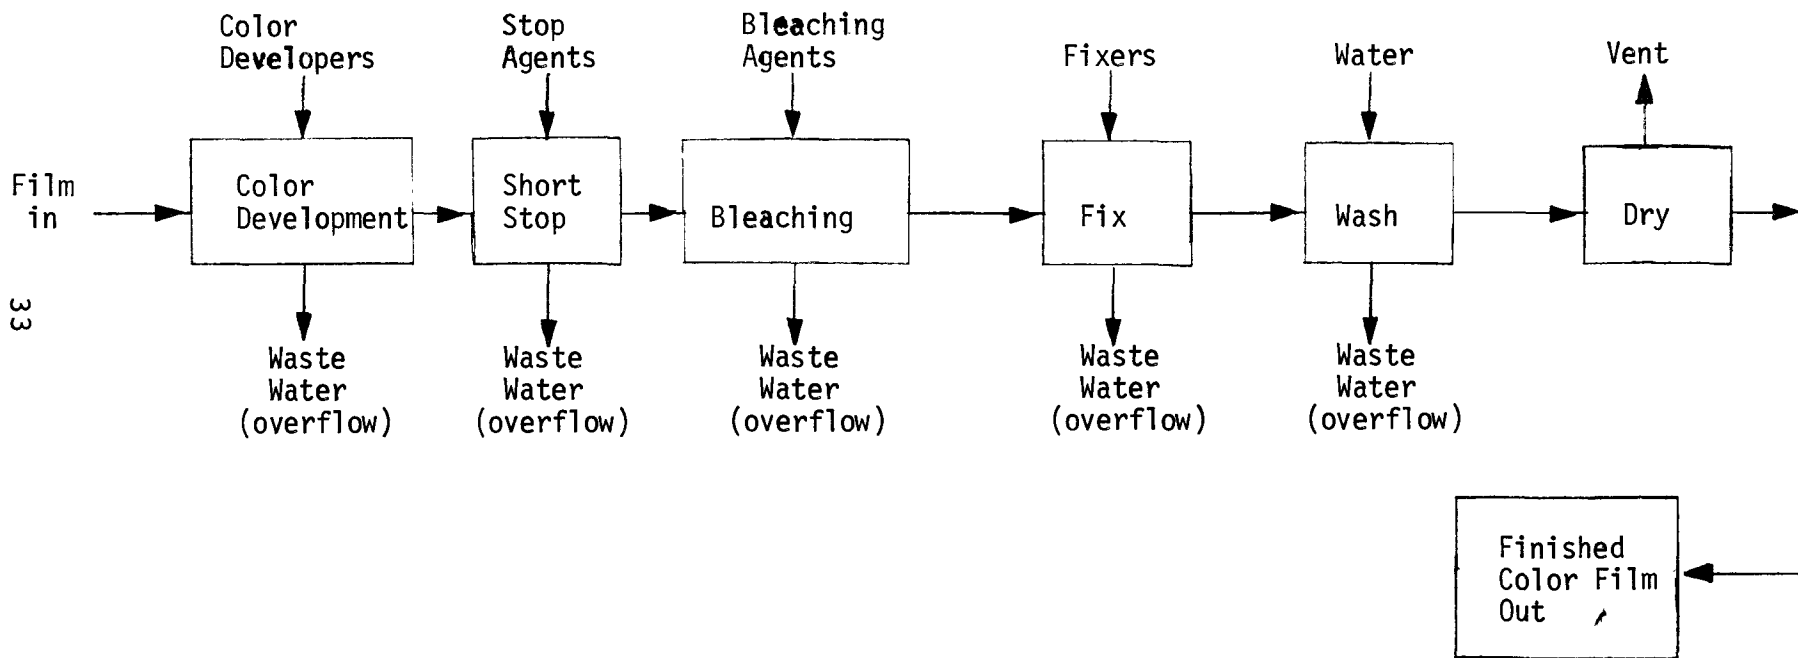 Color
Developers
Stop
Agents
Bleaching
Agents
Fixers
Water
Vent
Film
in
Color
Development
Short
Stop
Bleaching
Fix
Wash
Dry
Waste
Water
(overflow)
Waste
Water
(overflow)
Waste
Water
(overflow)
Waste
Water
(overflow)
Waste
Water
(overflow)
33
Finished
Color Film
Out